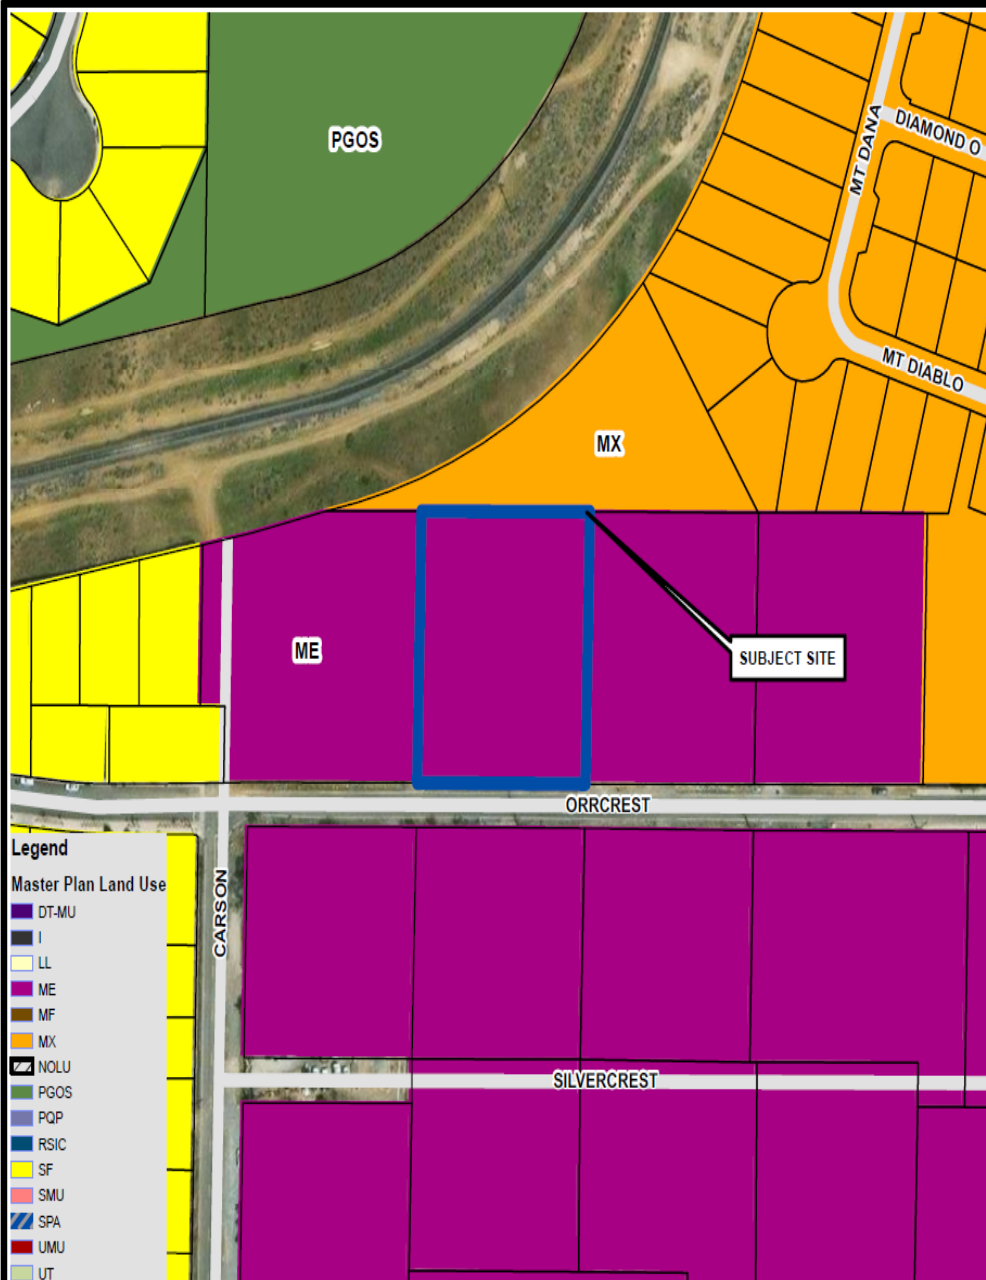 PGOS
MT DANA
DIAMOND O
MT DIABLO
MX
ME
SUBJECT SITE
ORRCREST
CARSON
SILVERCREST
Legend
Master Plan Land Use
DT-MU
I
LL
ME
MF
MX
NOLU
PGOS
PQP
RSIC
SF
SMU
SPA
UMU
UT